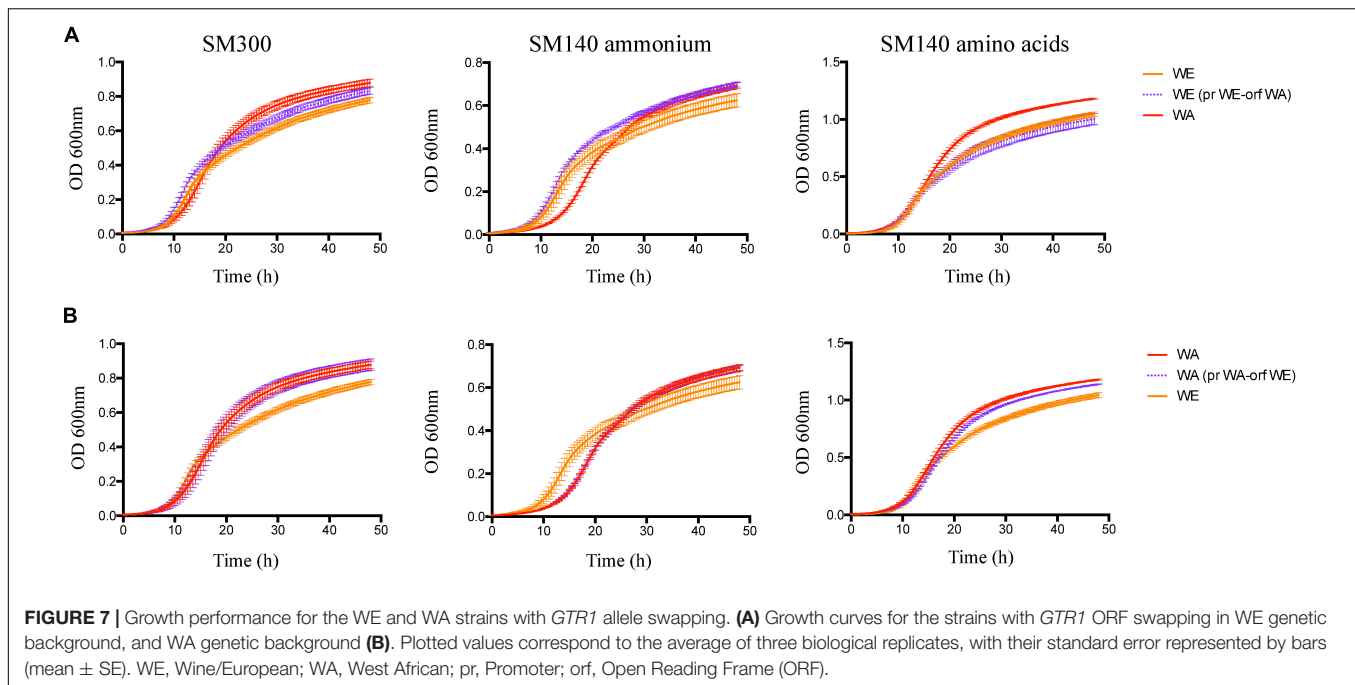 A
SM300
SM140 ammonium
SM140 amino acids
OD 600nm
1.0
0.8
0.6
0.4
0.2
0.0
0 10 20 30 40 50
Time (h)
OD 600nm
0.8
0.6
0.4
0.2
0.0
0 10 20 30 40 50
Time (h)
OD 600nm
1.5
1.0
0.5
0.0
0 10 20 30 40 50
Time (h)
WE
WE (pr WE-orf WA)
WA
B
OD 600nm
1.0
0.8
0.6
0.4
0.2
0.0
0 10 20 30 40 50
Time (h)
OD 600nm
0.8
0.6
0.4
0.2
0.0
0 10 20 30 40 50
Time (h)
OD 600nm
1.5
1.0
0.5
0.0
0 10 20 30 40 50
Time (h)
WA
WA (pr WA-orf WE)
WE
FIGURE 7 | Growth performance for the WE and WA strains with GTR1 allele swapping. (A) Growth curves for the strains with GTR1 ORF swapping in WE genetic
background, and WA genetic background (B). Plotted values correspond to the average of three biological replicates, with their standard error represented by bars
(mean ± SE). WE, Wine/European; WA, West African; pr, Promoter; orf, Open Reading Frame (ORF).